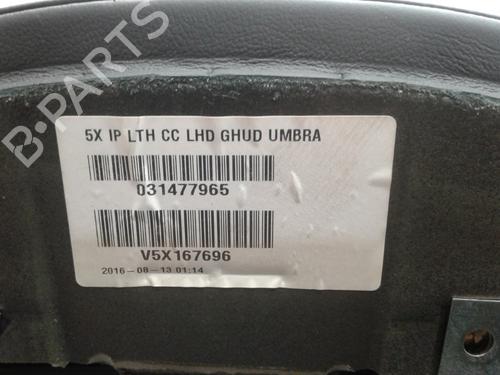 5X IP LTH CC LHD GHUD UMBRA
031477965
V5X167696
2016-08-13 01:14
B-PARTS